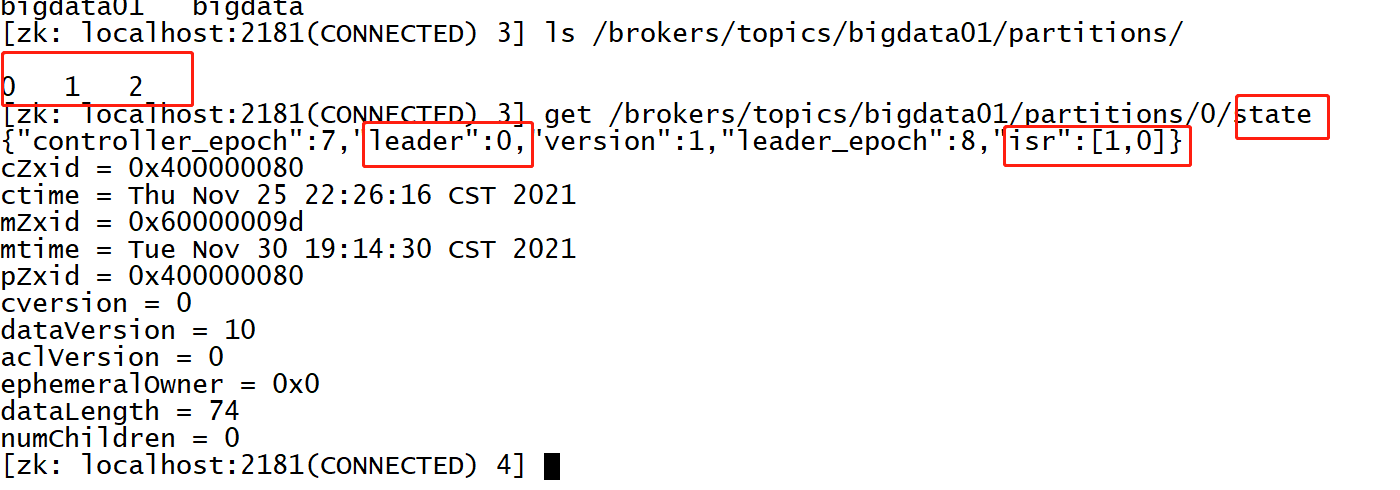 bigdata01 bigdata
[zk: localhost:2181(CONNECTED) 3] ls /brokers/topics/bigdata01/partitions/
0 1 2
[zk: localhost:2181(CONNECTED) 3] get /brokers/topics/bigdata01/partitions/0/state
{"controller_epoch":7,"leader":0,"version":1,"leader_epoch":8,"isr":[1,0]}
cZxid = 0x400000080
ctime = Thu Nov 25 22:26:16 CST 2021
mZxid = 0x60000009d
mtime = Tue Nov 30 19:14:30 CST 2021
pZxid = 0x400000080
cversion = 0
dataVersion = 10
aclVersion = 0
ephemeralOwner = 0x0
dataLength = 74
numChildren = 0
[zk: localhost:2181(CONNECTED) 4]